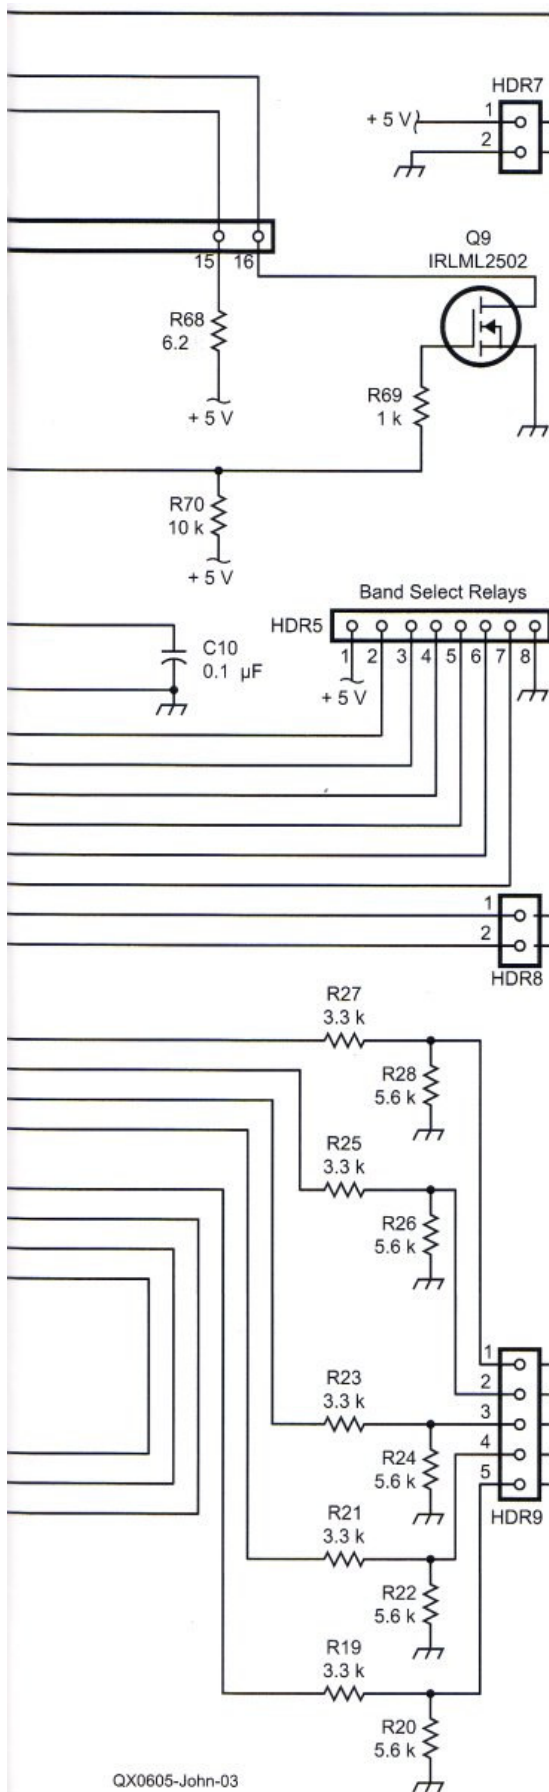 HDR7
+ 5 V
1
2
15
16
Q9
IRLML2502
R68
6.2
+ 5 V
R69
1 k
R70
10 k
+ 5 V
Band Select Relays
HDR5
1
2
3
4
5
6
7
8
+ 5 V
C10
0.1 µF
1
2
HDR8
R27
3.3 k
R28
5.6 k
R25
3.3 k
R26
5.6 k
1
2
3
4
5
HDR9
R23
3.3 k
R24
5.6 k
R21
3.3 k
R22
5.6 k
R19
3.3 k
R20
5.6 k
QX0605-John-03